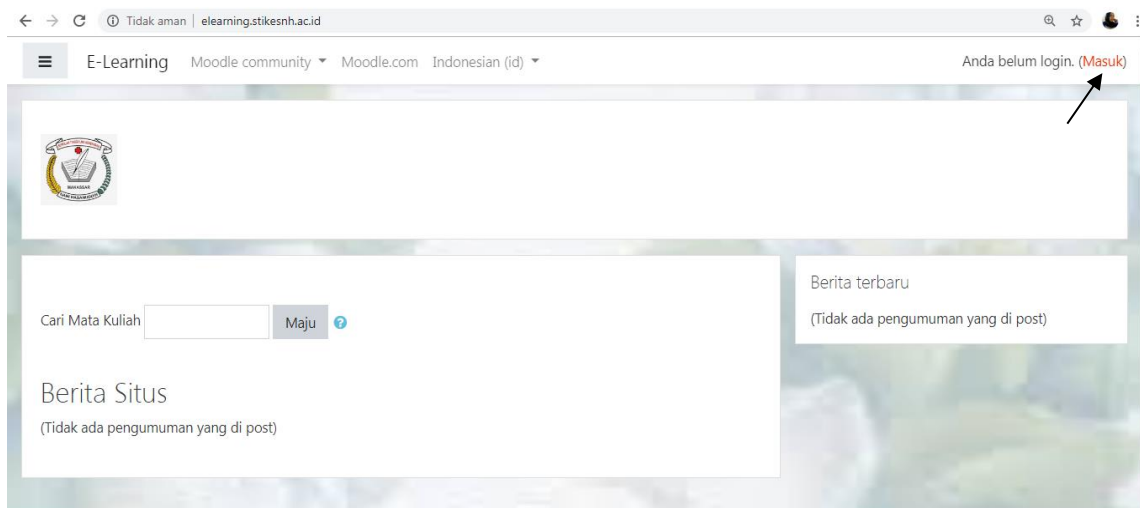 Tidak aman | elearning.stikesnh.ac.id
E-Learning Moodle community Moodle.com Indonesian (id) Anda belum login. (Masuk)
MAKASSAR
Cari Mata Kuliah Maju ?
Berita Situs
(Tidak ada pengumuman yang di post)
Berita terbaru
(Tidak ada pengumuman yang di post)